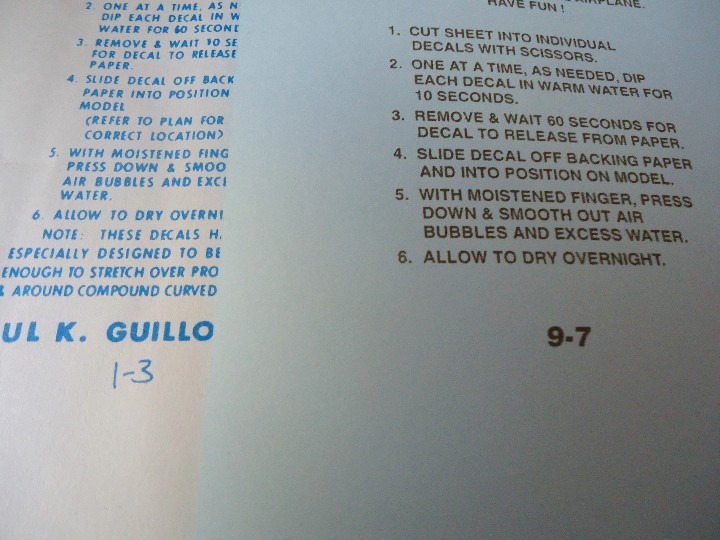 2. ONE AT A TIME, AS N
DIP EACH DECAL IN W
WATER FOR 60 SECOND
3. REMOVE & WAIT 10 SE
FOR DECAL TO RELEASE
PAPER.
4. SLIDE DECAL OFF BACK
PAPER INTO POSITION
MODEL
(REFER TO PLAN FOR
CORRECT LOCATION)
5. WITH MOISTENED FING
PRESS DOWN & SMOO
AIR BUBBLES AND EXC
WATER.
6. ALLOW TO DRY OVERNI
NOTE: THESE DECALS H
ESPECIALLY DESIGNED TO BE
ENOUGH TO STRETCH OVER PRO
& AROUND COMPOUND CURVED
UL K. GUILLO
1-3
AIRPLANE.
HAVE FUN!
1. CUT SHEET INTO INDIVIDUAL
DECALS WITH SCISSORS.
2. ONE AT A TIME, AS NEEDED, DIP
EACH DECAL IN WARM WATER FOR
10 SECONDS.
3. REMOVE & WAIT 60 SECONDS FOR
DECAL TO RELEASE FROM PAPER.
4. SLIDE DECAL OFF BACKING PAPER
AND INTO POSITION ON MODEL.
5. WITH MOISTENED FINGER, PRESS
DOWN & SMOOTH OUT AIR
BUBBLES AND EXCESS WATER.
6. ALLOW TO DRY OVERNIGHT.
9-7